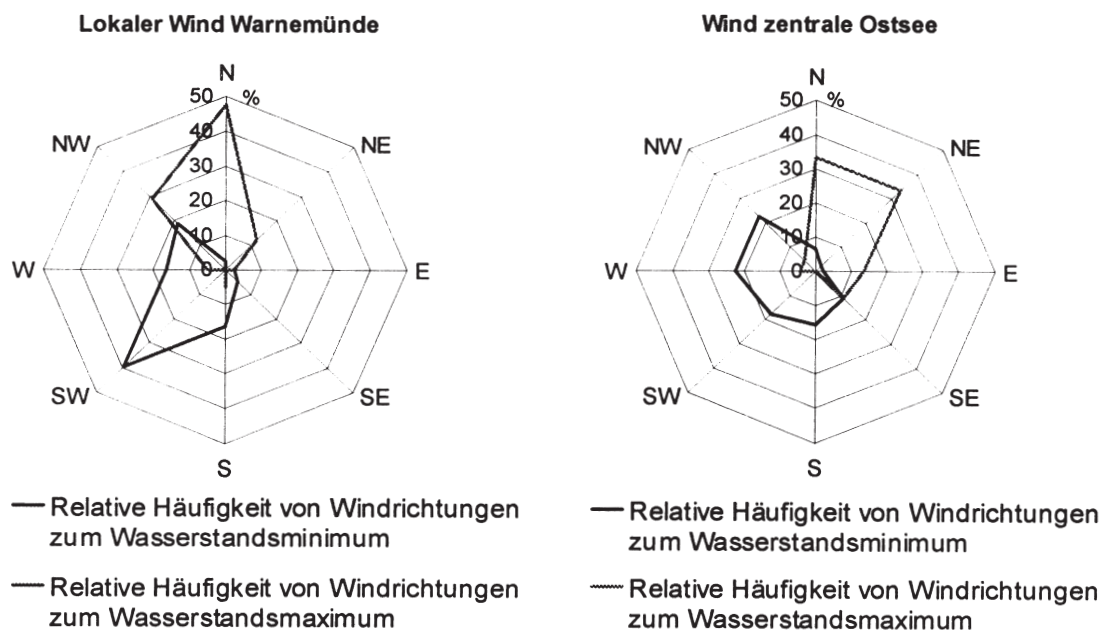 Lokaler Wind Warnemünde
N
50 %
NW
40
NE
30
20
10
W
0
E
SW
SE
S
Relative Häufigkeit von Windrichtungen
zum Wasserstandsminimum
Relative Häufigkeit von Windrichtungen
zum Wasserstandsmaximum
Wind zentrale Ostsee
N
50 %
NW
40
NE
30
20
10
W
0
E
SW
SE
S
Relative Häufigkeit von Windrichtungen
zum Wasserstandsminimum
Relative Häufigkeit von Windrichtungen
zum Wasserstandsmaximum